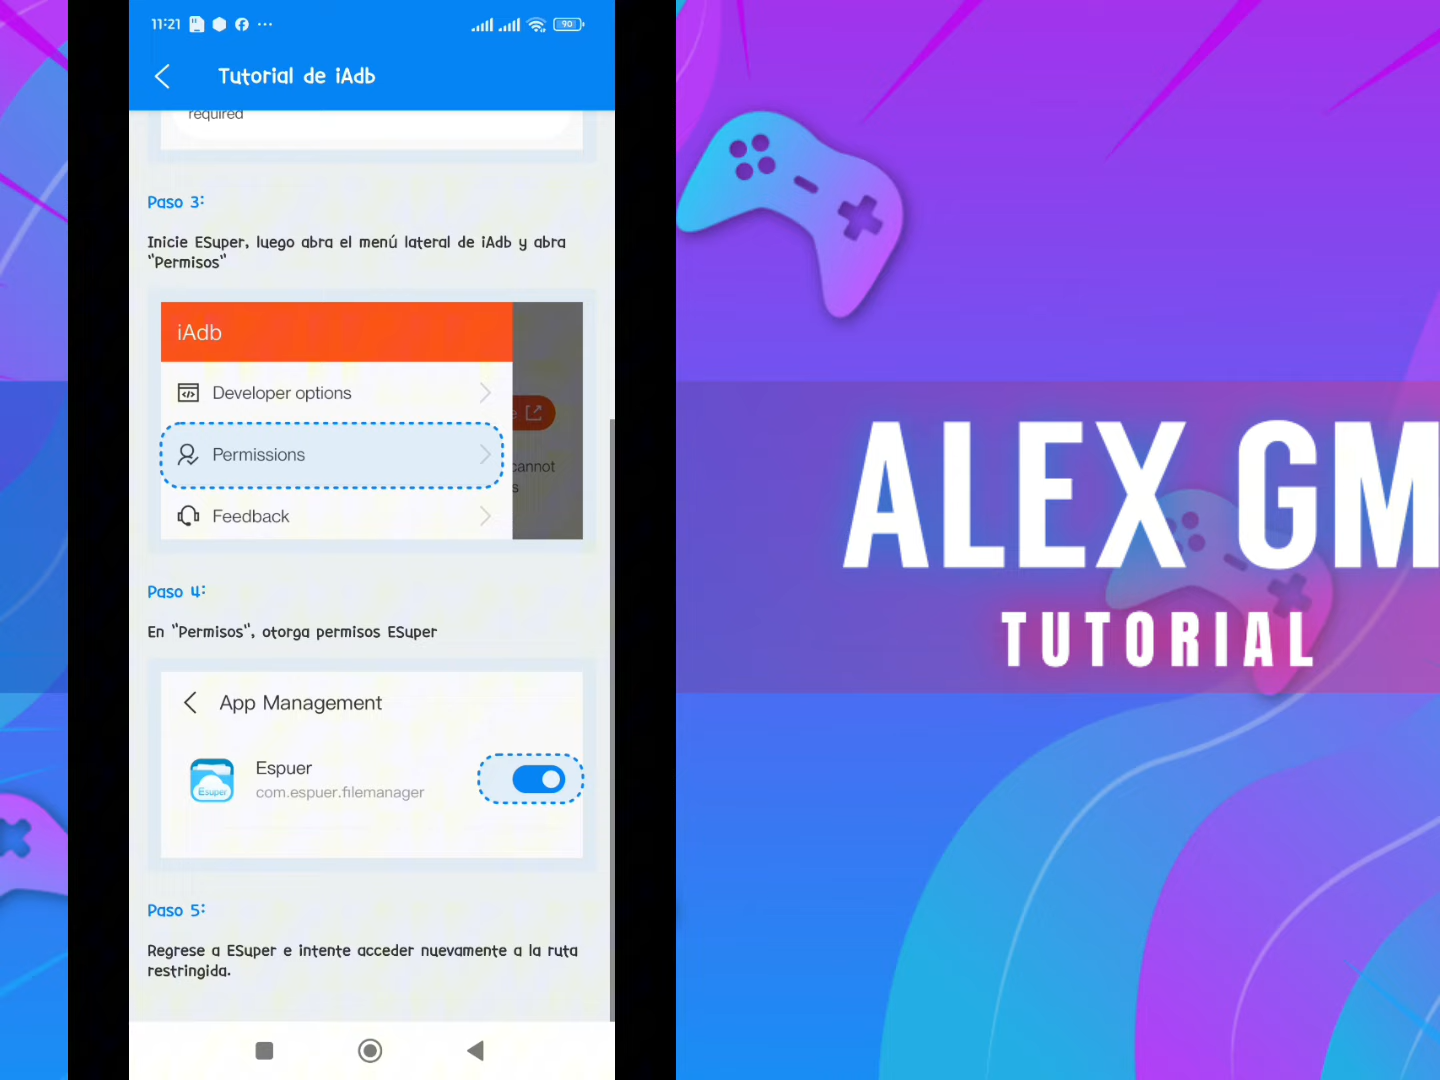 11:21
90
Tutorial de iAdb
required
Paso 3:
Inicie ESuper, luego abra el menú lateral de iAdb y abra
"Permisos"
iAdb
Developer options
Permissions
Feedback
e
cannot
s
Paso 4:
En "Permisos", otorga permisos ESuper
App Management
Esuper
Espuer
com.espuer.filemanager
Paso 5:
Regrese a ESuper e intente acceder nuevamente a la ruta
restringida.
ALEX GM
TUTORIAL